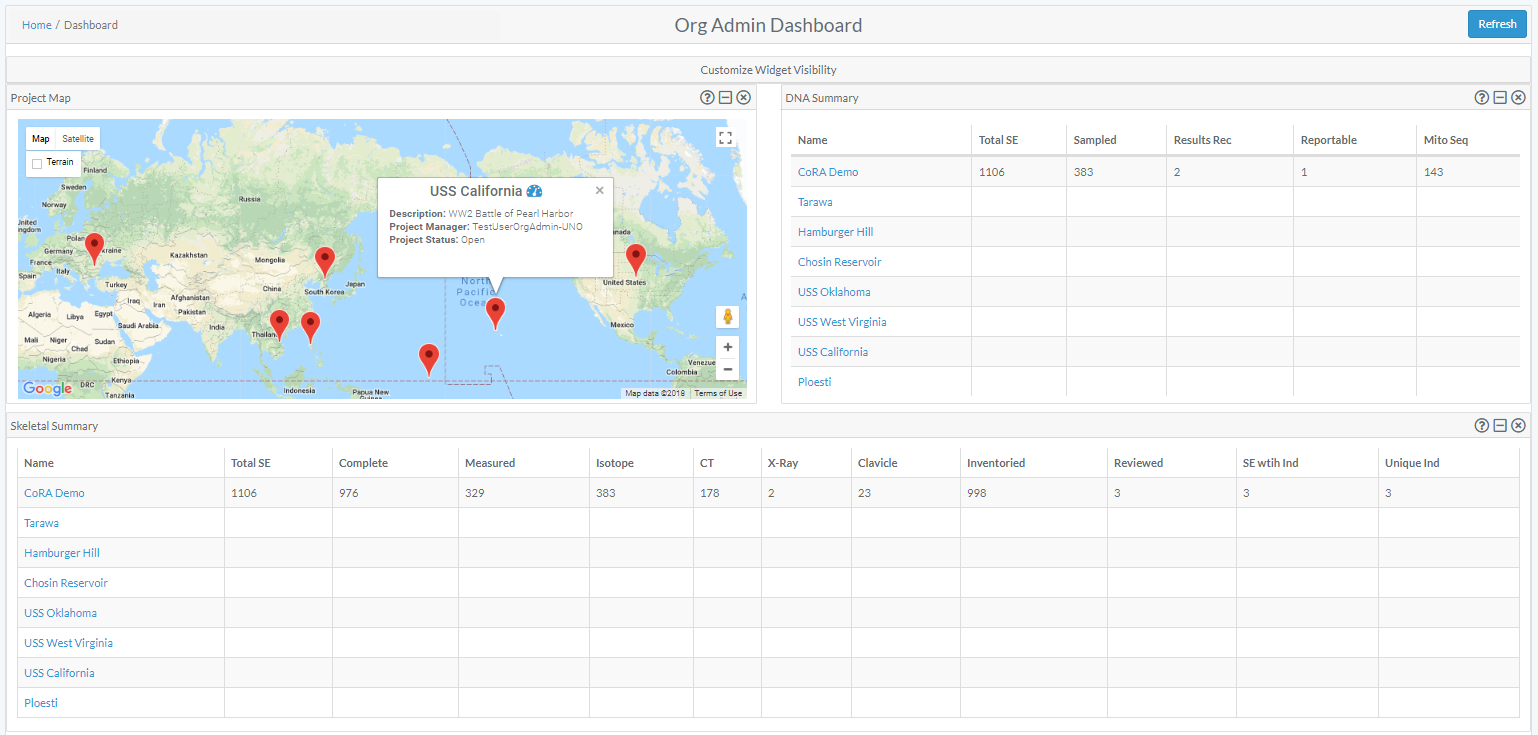 Home / Dashboard
Org Admin Dashboard
Refresh
Customize Widget Visibility
Project Map
Map Satellite
Terrain
USS California
Description: WW2 Battle of Pearl Harbor
Project Manager: TestUserOrgAdmin-UNO
Project Status: Open
Finland
Sweden
Norway
Russia
United
Kingdom
Poland
Germany
Ukraine
France
Italy
Spain
Kazakhstan
Mongolia
Turkey
China
South Korea
Japan
Iraq
Iran
Afghanistan
Pakistan
Algeria
Libya
Egypt
Saudi Arabia
India
Thailand
Mali
Niger
Chad
Sudan
Nigeria
Ethiopia
DRC
Kenya
Tanzania
Indonesia
Papua New
Guinea
North
Pacific
Ocean
Canada
United States
Mexico
Venezue
Colombia
Google
Map data ©2018 Terms of Use
DNA Summary
Name Total SE Sampled Results Rec Reportable Mito Seq
CoRA Demo 1106 383 2 1 143
Tarawa
Hamburger Hill
Chosin Reservoir
USS Oklahoma
USS West Virginia
USS California
Ploesti
Skeletal Summary
Name Total SE Complete Measured Isotope CT X-Ray Clavicle Inventoried Reviewed SE wtih Ind Unique Ind
CoRA Demo 1106 976 329 383 178 2 23 998 3 3 3
Tarawa
Hamburger Hill
Chosin Reservoir
USS Oklahoma
USS West Virginia
USS California
Ploesti